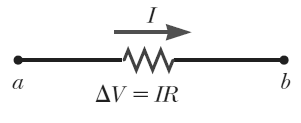 I
a b
ΔV = IR